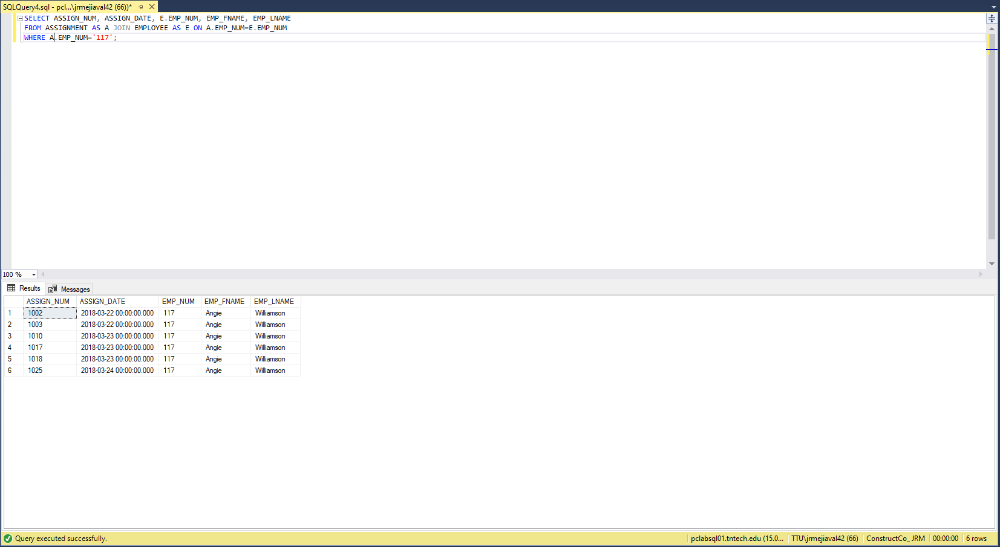 SQLQuery4.sql - pcl...\jrmejiaval42 (66))*
SELECT ASSIGN_NUM, ASSIGN_DATE, E.EMP_NUM, EMP_FNAME, EMP_LNAME
FROM ASSIGNMENT AS A JOIN EMPLOYEE AS E ON A.EMP_NUM=E.EMP_NUM
WHERE A.EMP_NUM='117';
100 %
Results Messages
ASSIGN_NUM ASSIGN_DATE EMP_NUM EMP_FNAME EMP_LNAME
1 1002 2018-03-22 00:00:00.000 117 Angie Williamson
2 1003 2018-03-22 00:00:00.000 117 Angie Williamson
3 1010 2018-03-23 00:00:00.000 117 Angie Williamson
4 1017 2018-03-23 00:00:00.000 117 Angie Williamson
5 1018 2018-03-23 00:00:00.000 117 Angie Williamson
6 1025 2018-03-24 00:00:00.000 117 Angie Williamson
Query executed successfully. pclabsql01.tntech.edu (15.0... TTU\jrmejiaval42 (66) ConstructCo_JRM 00:00:00 6 rows